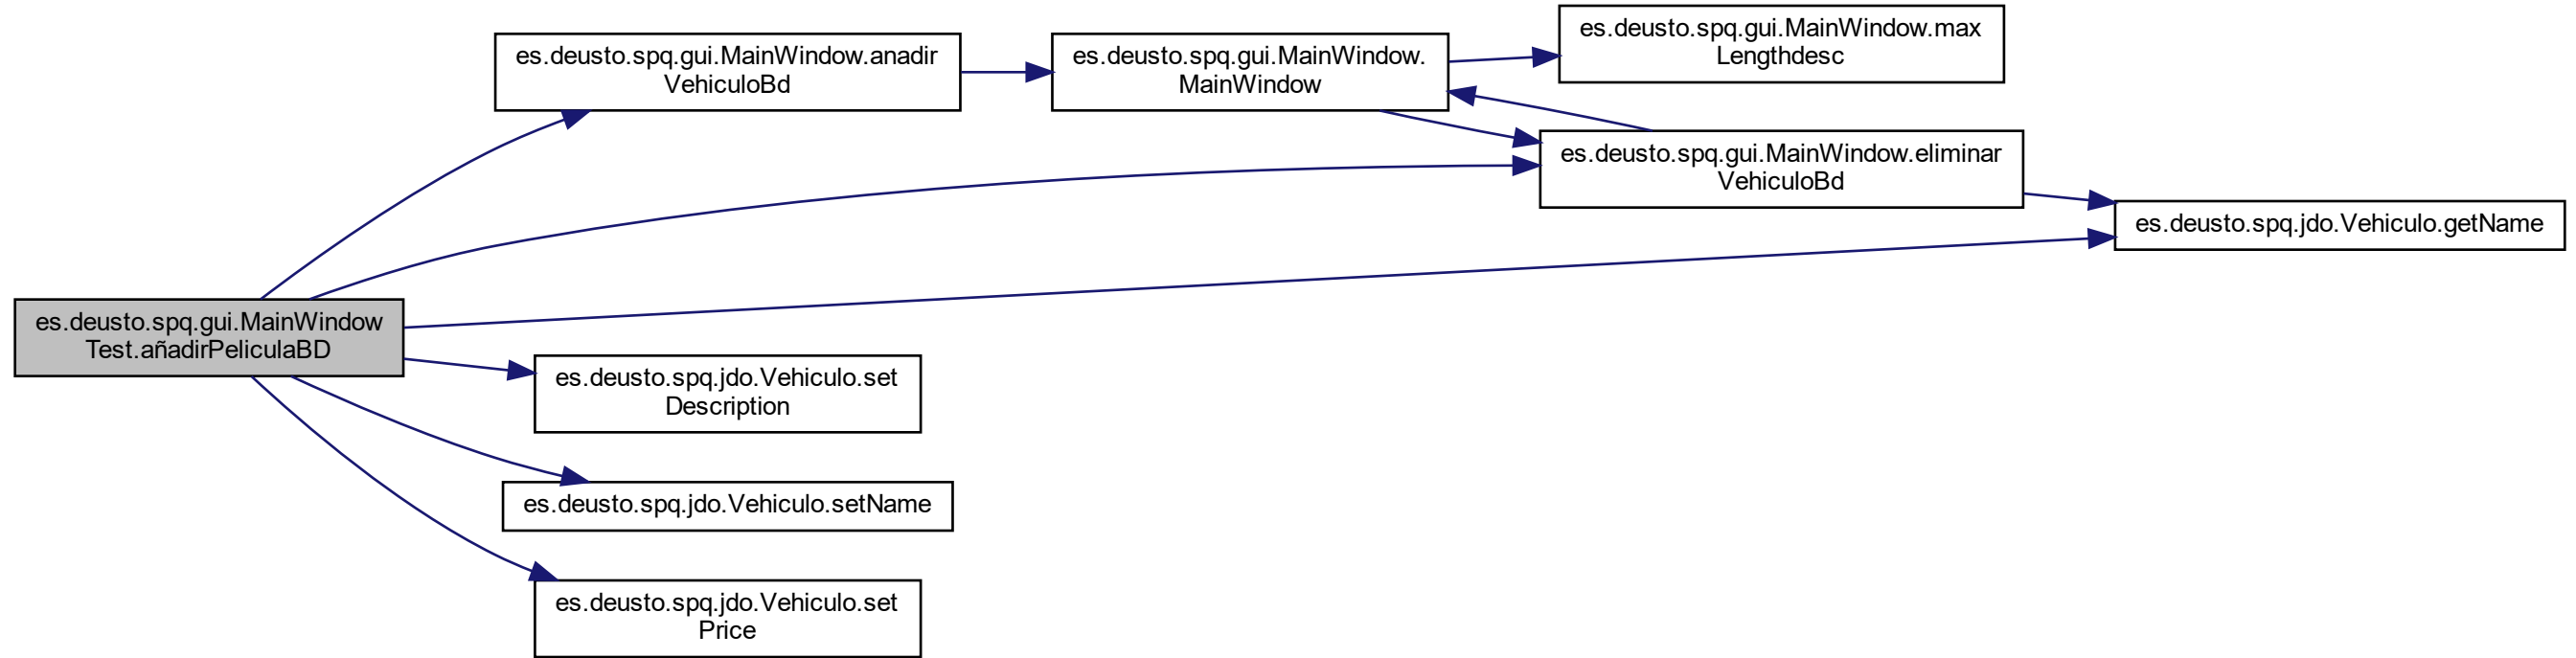 es.deusto.spq.gui.MainWindow
Test.añadirPeliculaBD
es.deusto.spq.gui.MainWindow.anadir
VehiculoBd
es.deusto.spq.gui.MainWindow.
MainWindow
es.deusto.spq.gui.MainWindow.max
Lengthdesc
es.deusto.spq.gui.MainWindow.eliminar
VehiculoBd
es.deusto.spq.jdo.Vehiculo.getName
es.deusto.spq.jdo.Vehiculo.set
Description
es.deusto.spq.jdo.Vehiculo.setName
es.deusto.spq.jdo.Vehiculo.set
Price